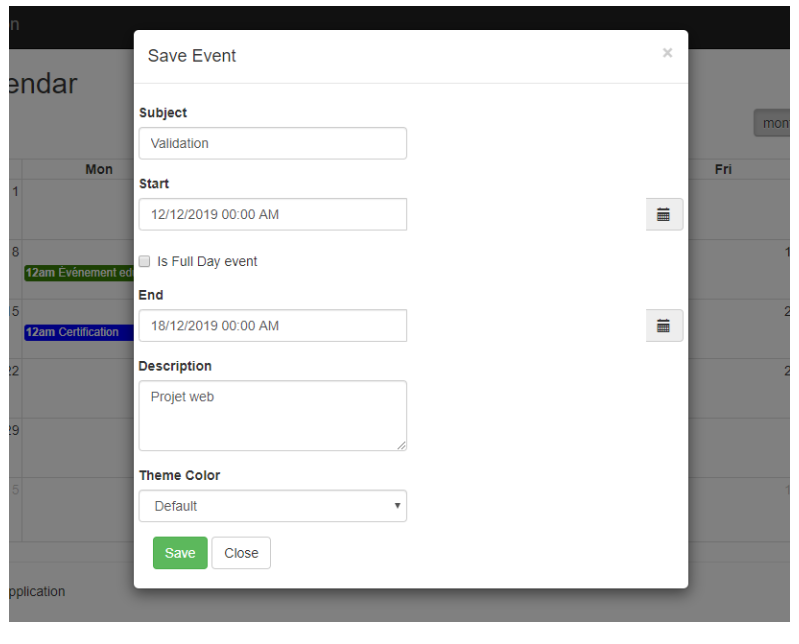 n
Save Event
×
endar
Subject
mon
Validation
Mon
Fri
Start
1
12/12/2019 00:00 AM
8
1
Is Full Day event
12am Événement edu
End
5
2
18/12/2019 00:00 AM
12am Certification
Description
22
2
Projet web
29
Theme Color
5
1
Default
Save
Close
pplication